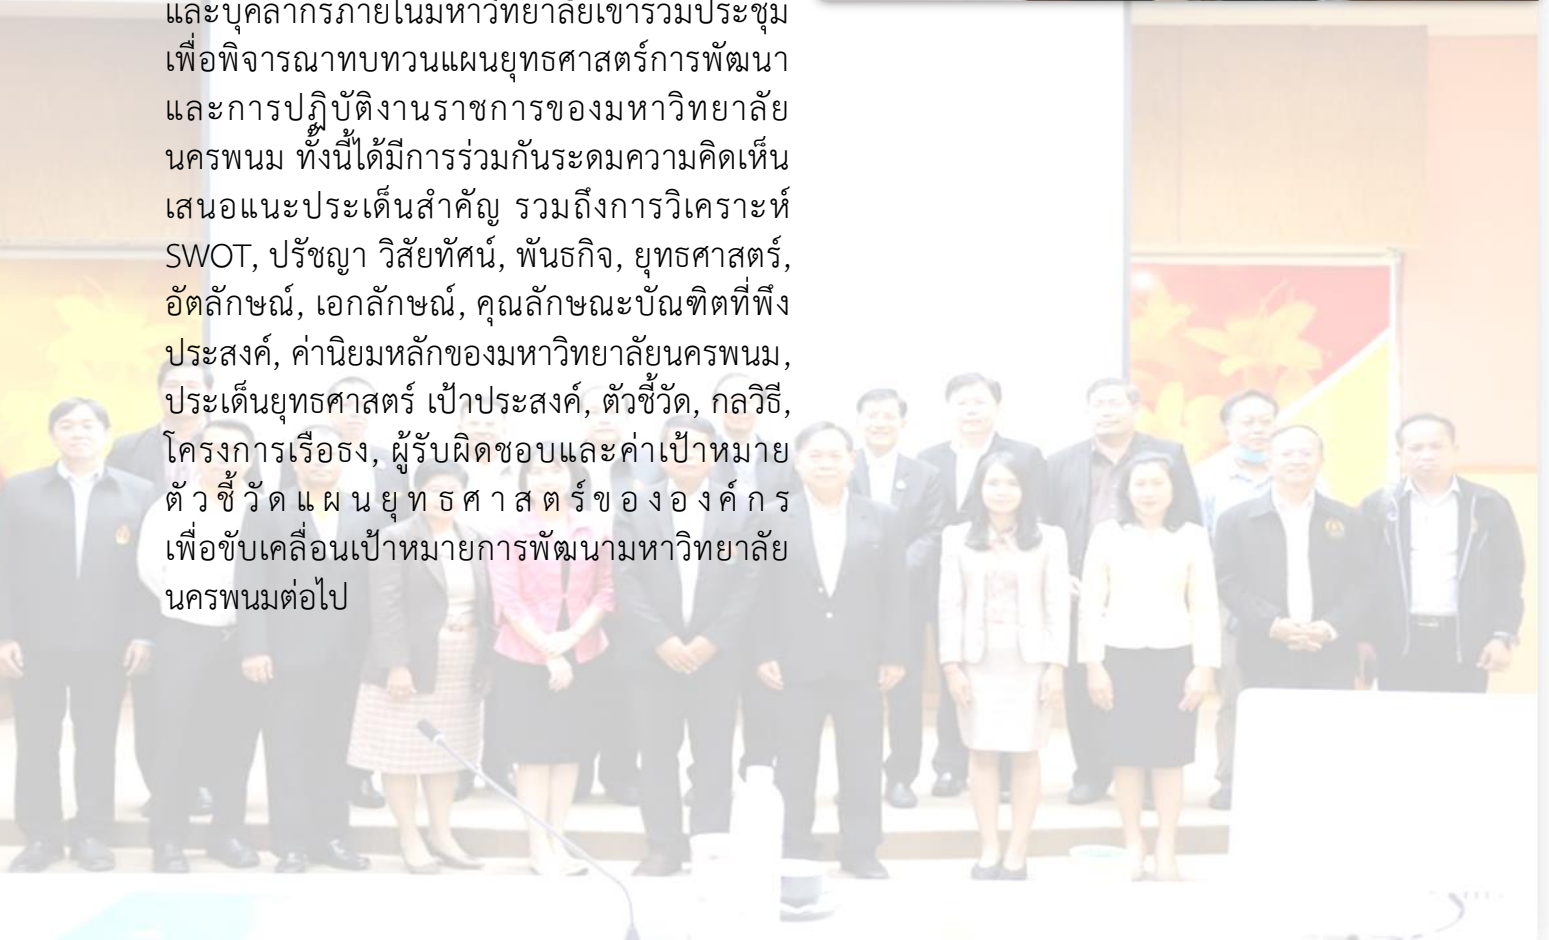 และบุคลากรภายในมหาวิทยาลัยเข้าร่วมประชุม
เพื่อพิจารณาทบทวนแผนยุทธศาสตร์การพัฒนา
และการปฏิบัติงานราชการของมหาวิทยาลัย
นครพนม ทั้งนี้ได้มีการร่วมกันระดมความคิดเห็น
เสนอแนะประเด็นสำคัญ รวมถึงการวิเคราะห์
SWOT, ปรัชญา วิสัยทัศน์, พันธกิจ, ยุทธศาสตร์,
อัตลักษณ์, เอกลักษณ์, คุณลักษณะบัณฑิตที่พึง
ประสงค์, ค่านิยมหลักของมหาวิทยาลัยนครพนม,
ประเด็นยุทธศาสตร์ เป้าประสงค์, ตัวชี้วัด, กลวิธี,
โครงการเรือธง, ผู้รับผิดชอบและค่าเป้าหมาย
ตัวชี้วัดแผนยุทธศาสตร์ขององค์กร
เพื่อขับเคลื่อนเป้าหมายการพัฒนามหาวิทยาลัย
นครพนมต่อไป